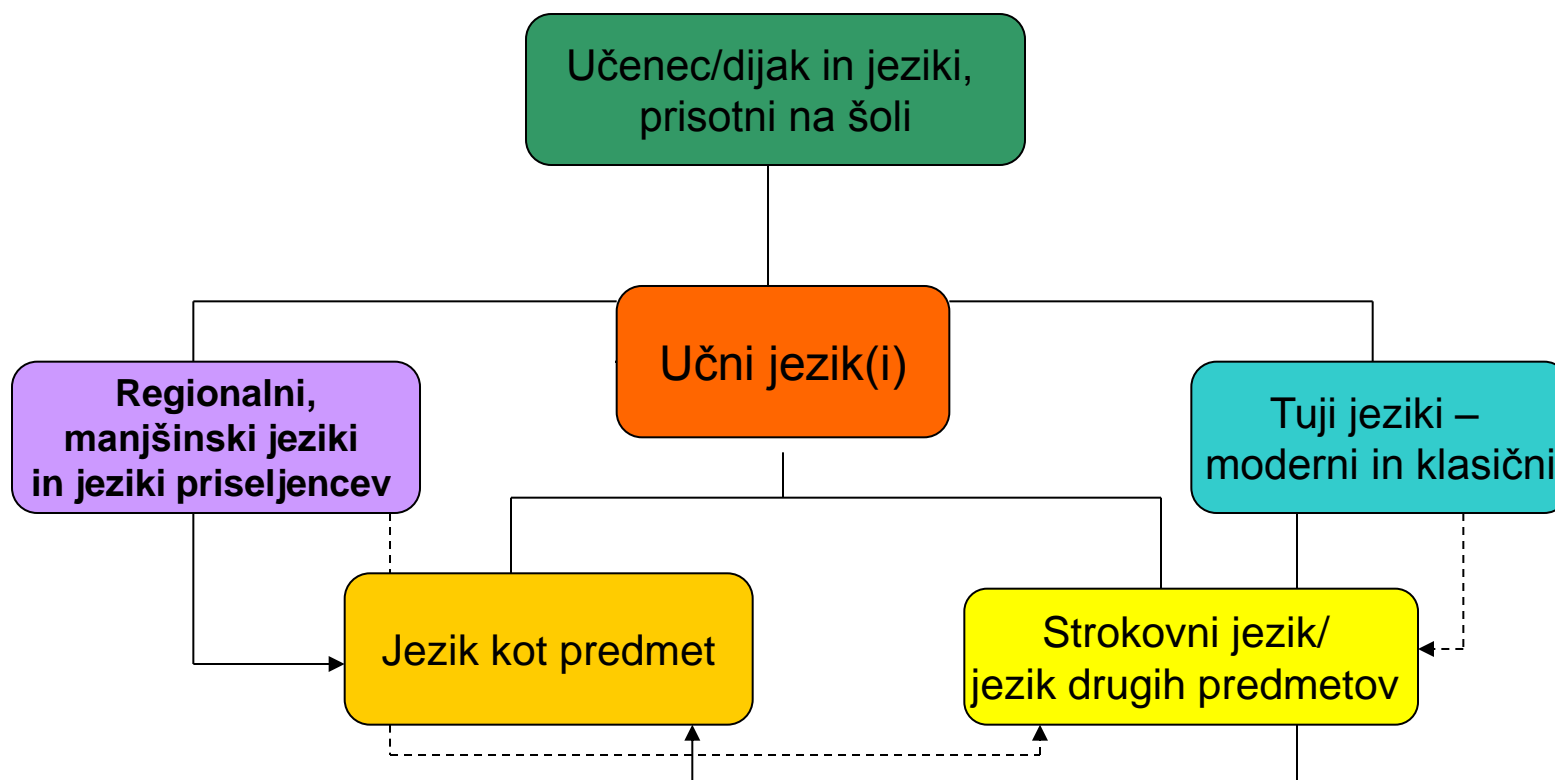 Učenec/dijak in jeziki,
prisotni na šoli
Učni jezik(i)
Regionalni,
manjšinski jeziki
in jeziki priseljencev
Tuji jeziki –
moderni in klasični
Jezik kot predmet
Strokovni jezik/
jezik drugih predmetov